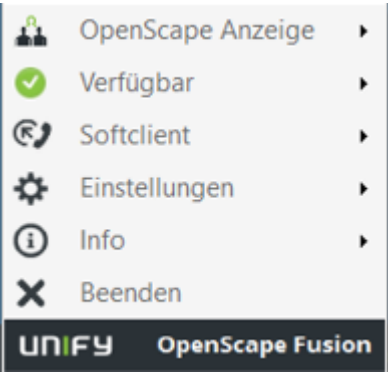 OpenScape Anzeige
Verfügbar
Softclient
Einstellungen
Info
Beenden
UNIFY OpenScape Fusion